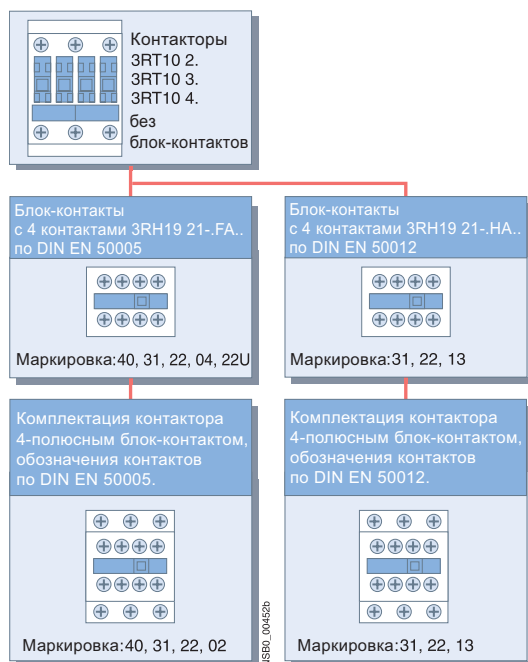 Контакторы
3RT10 2.
3RT10 3.
3RT10 4.
без
блок-контактов
Блок-контакты
с 4 контактами 3RH19 21-.FA..
по DIN EN 50005
Маркировка:40, 31, 22, 04, 22U
Блок-контакты
с 4 контактами 3RH19 21-.HA..
по DIN EN 50012
Маркировка:31, 22, 13
Комплектация контактора
4-полюсным блок-контактом,
обозначения контактов
по DIN EN 50005.
Маркировка:40, 31, 22, 02
Комплектация контактора
4-полюсным блок-контактом,
обозначения контактов
по DIN EN 50012.
Маркировка:31, 22, 13
NSB0_00452b